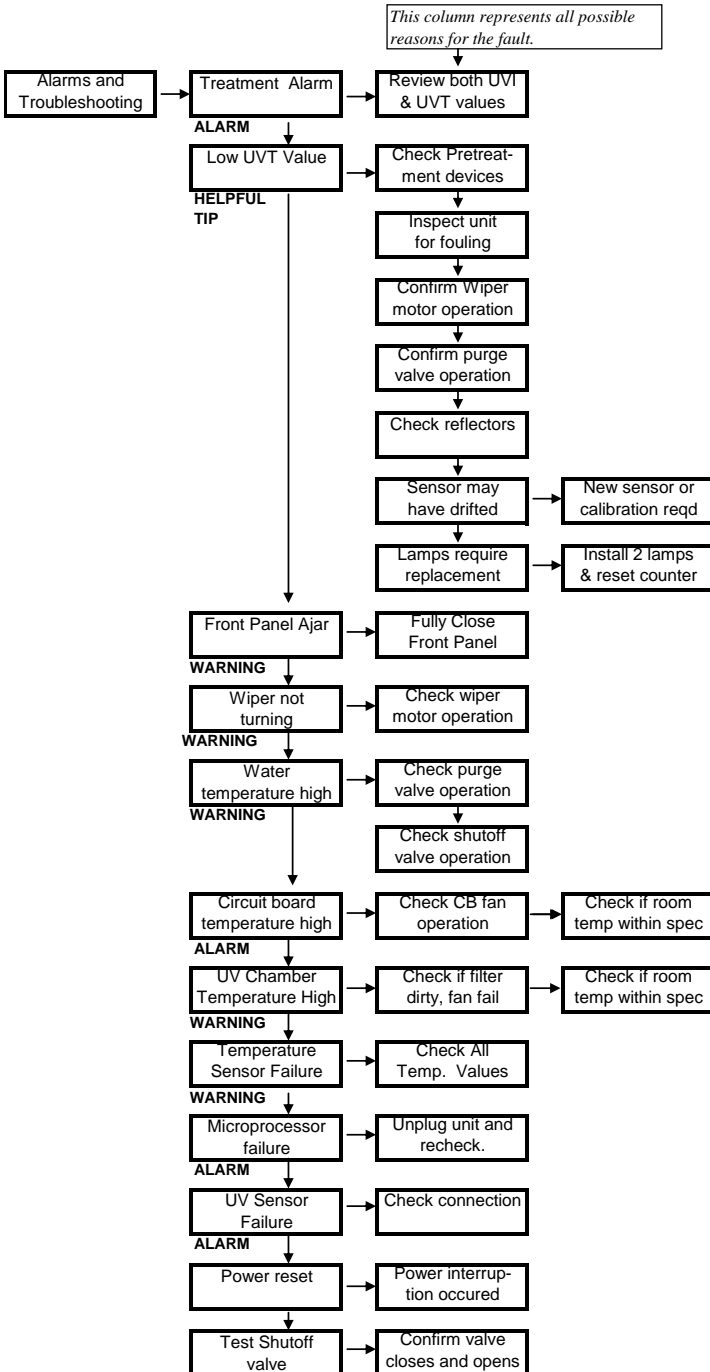 This column represents all possible
reasons for the fault.
Alarms and
Troubleshooting
Treatment Alarm
Review both UVI
& UVT values
ALARM
Low UVT Value
Check Pretreat-
ment devices
HELPFUL
TIP
Inspect unit
for fouling
Confirm Wiper
motor operation
Confirm purge
valve operation
Check reflectors
Sensor may
have drifted
New sensor or
calibration reqd
Lamps require
replacement
Install 2 lamps
& reset counter
Front Panel Ajar
Fully Close
Front Panel
WARNING
Wiper not
turning
Check wiper
motor operation
WARNING
Water
temperature high
Check purge
valve operation
WARNING
Check shutoff
valve operation
Circuit board
temperature high
Check CB fan
operation
Check if room
temp within spec
ALARM
UV Chamber
Temperature High
Check if filter
dirty, fan fail
Check if room
temp within spec
WARNING
Temperature
Sensor Failure
Check All
Temp. Values
WARNING
Microprocessor
failure
Unplug unit and
recheck.
ALARM
UV Sensor
Failure
Check connection
ALARM
Power reset
Power interrup-
tion occured
Test Shutoff
valve
Confirm valve
closes and opens